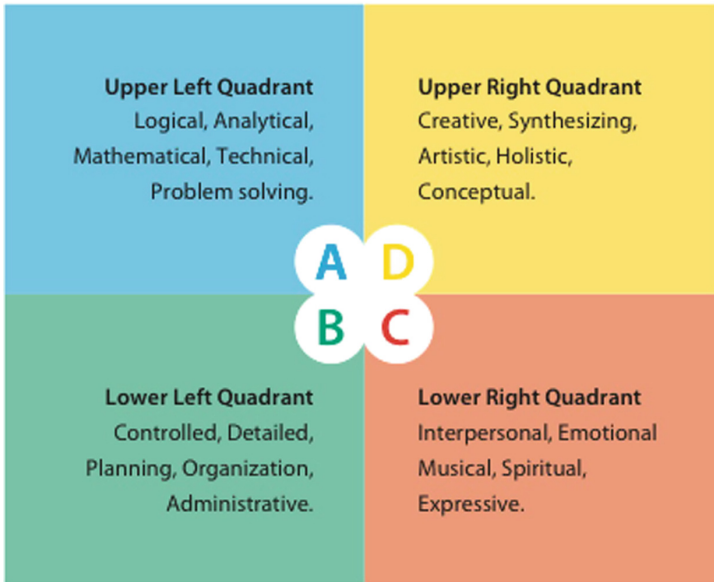 Upper Left Quadrant
Logical, Analytical,
Mathematical, Technical,
Problem solving.
Upper Right Quadrant
Creative, Synthesizing,
Artistic, Holistic,
Conceptual.
A D
B C
Lower Left Quadrant
Controlled, Detailed,
Planning, Organization,
Administrative.
Lower Right Quadrant
Interpersonal, Emotional
Musical, Spiritual,
Expressive.